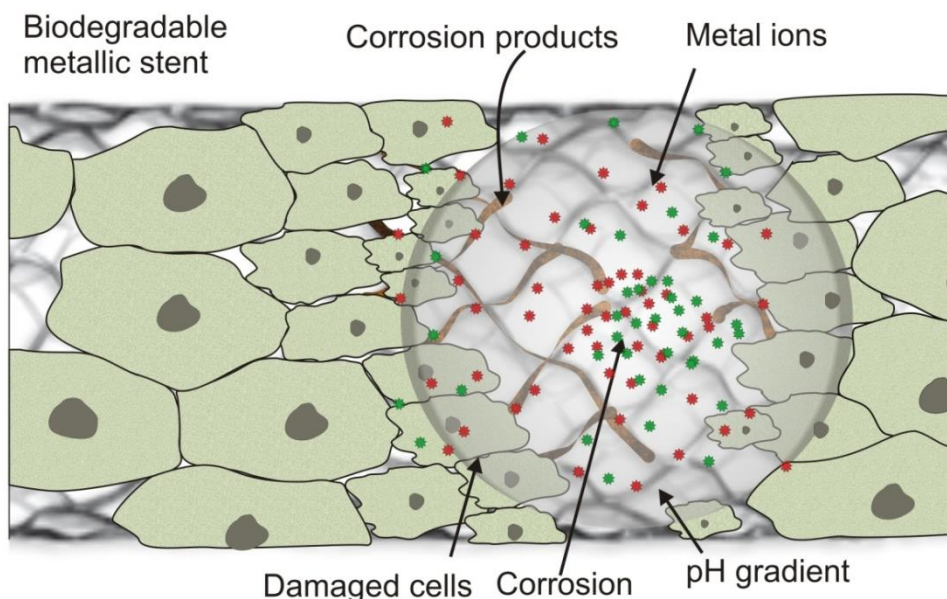 Biodegradable
metallic stent
Corrosion products
Metal ions
Damaged cells
Corrosion
pH gradient